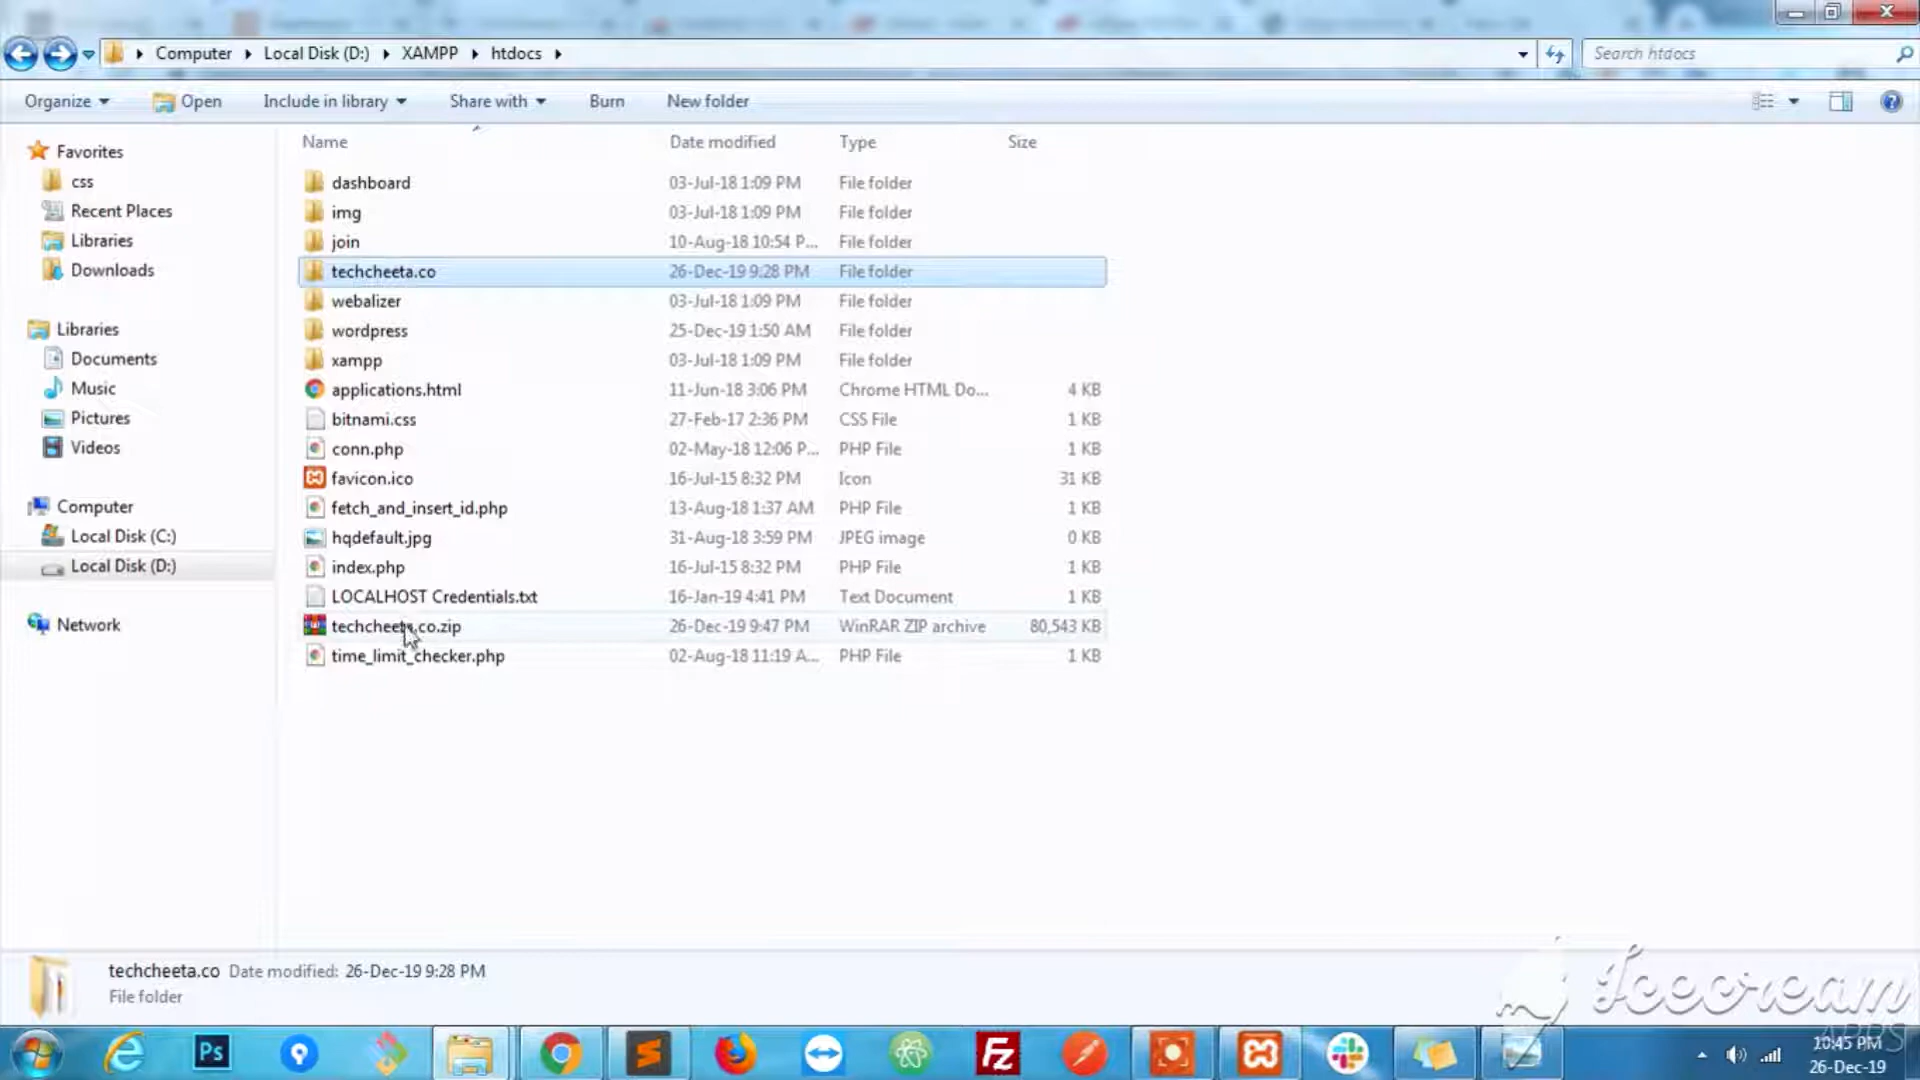 Computer Local Disk (D:) XAMPP htdocs
Search htdocs
Organize Open Include in library Share with Burn New folder
Name Date modified Type Size
Favorites
css
Recent Places
Libraries
Downloads
Libraries
Documents
Music
Pictures
Videos
Computer
Local Disk (C:)
Local Disk (D:)
Network
dashboard 03-Jul-18 1:09 PM File folder
img 03-Jul-18 1:09 PM File folder
join 10-Aug-18 10:54 P... File folder
techcheeta.co 26-Dec-19 9:28 PM File folder
webalizer 03-Jul-18 1:09 PM File folder
wordpress 25-Dec-19 1:50 AM File folder
xampp 03-Jul-18 1:09 PM File folder
applications.html 11-Jun-18 3:06 PM Chrome HTML Do... 4 KB
bitnami.css 27-Feb-17 2:36 PM CSS File 1 KB
conn.php 02-May-18 12:06 P... PHP File 1 KB
favicon.ico 16-Jul-15 8:32 PM Icon 31 KB
fetch_and_insert_id.php 13-Aug-18 1:37 AM PHP File 1 KB
hqdefault.jpg 31-Aug-18 3:59 PM JPEG image 0 KB
index.php 16-Jul-15 8:32 PM PHP File 1 KB
LOCALHOST Credentials.txt 16-Jan-19 4:41 PM Text Document 1 KB
techcheeta.co.zip 26-Dec-19 9:47 PM WinRAR ZIP archive 80,543 KB
time_limit_checker.php 02-Aug-18 11:19 A... PHP File 1 KB
techcheeta.co Date modified: 26-Dec-19 9:28 PM
File folder
Icecream
APPS
Ps
Fz
10:45 PM
26-Dec-19